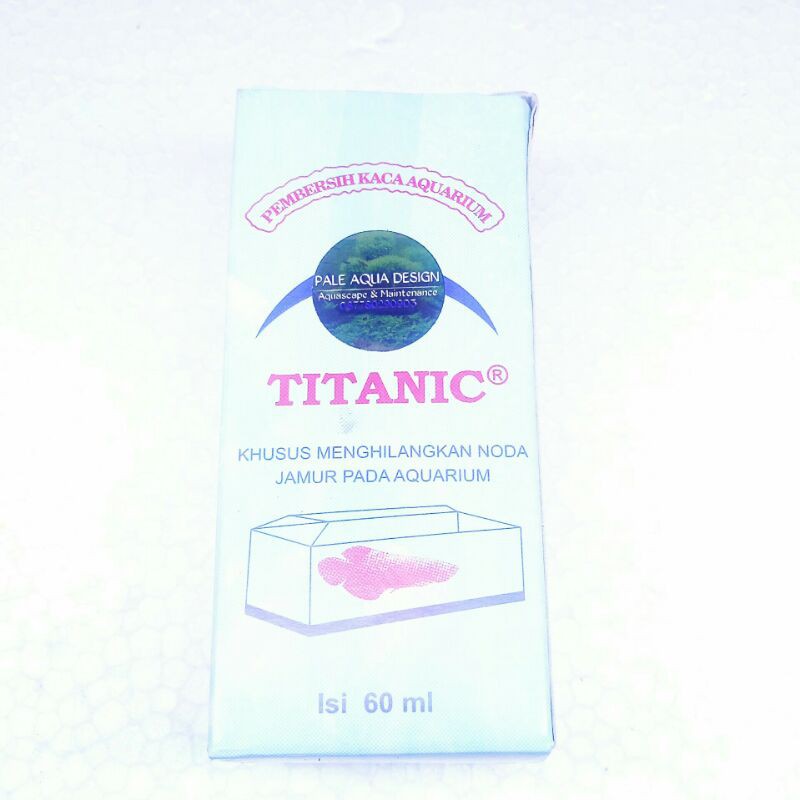 PEMBERSIH KACA AQUARIUM
PALE AQUA DESIGN
Aquascape & Maintenance
TITANIC®
KHUSUS MENGHILANGKAN NODA
JAMUR PADA AQUARIUM
Isi 60 ml